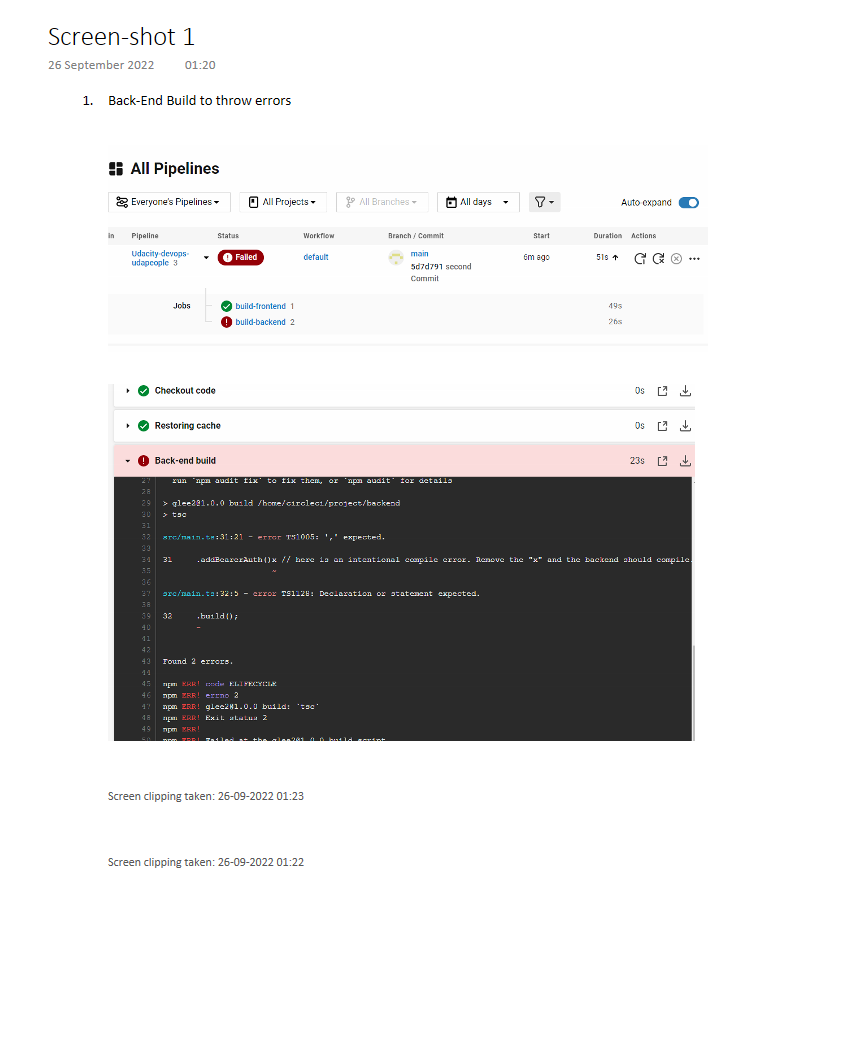 Screen-shot 1
26 September 2022 01:20
1. Back-End Build to throw errors
All Pipelines
Everyone's Pipelines
All Projects
All Branches
All days
Auto expand
in Pipeline Status Workflow Branch / Commit Start Duration Actions
Udacity-devops-udapeople 3
Failed
default
main
5d7d791 second
Commit
6m ago
51s
Jobs
build-frontend 1 49s
build-backend 2 26s
Checkout code 0s
Restoring cache 0s
Back-end build 23s
27 run `npm audit fix` to fix them, or `npm audit` for details
28
29 > glee2@1.0.0 build /home/circleci/project/backend
30 > tsc
31
32 src/main.ts:31:21 - error TS1005: ',' expected.
33
34 31 .addBearerAuth()x // here is an intentional compile error. Remove the "x" and the backend should compile.
35 ~
36
37 src/main.ts:32:5 - error TS1128: Declaration or statement expected.
38
39 32 .build();
40 ~
41
42
43 Found 2 errors.
44
45 npm ERR! code ELIFECYCLE
46 npm ERR! errno 2
47 npm ERR! glee2@1.0.0 build: `tsc`
48 npm ERR! Exit status 2
49 npm ERR!
50 npm ERR! Failed at the glee2@1.0.0 build script
Screen clipping taken: 26-09-2022 01:23
Screen clipping taken: 26-09-2022 01:22